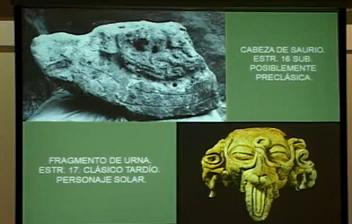 CABEZA DE SAURIO.
ESTR. 16 SUB.
POSIBLEMENTE
PRECLÁSICA.
FRAGMENTO DE URNA.
ESTR. 17. CLÁSICO TARDÍO.
PERSONAJE SOLAR.